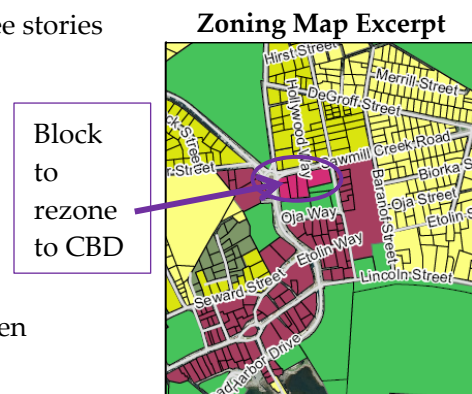 ee stories
Zoning Map Excerpt
Hirst Street
Merrill Street
Hollywood Way
DeGroff Street
Sawmill Creek Road
Block
to
rezone
to CBD
Baranof Street
Biorka S
Oja Street
Oja Way
Etolin
Etolin Way
Lincoln Street
Seward Street
en
Harbor Drive